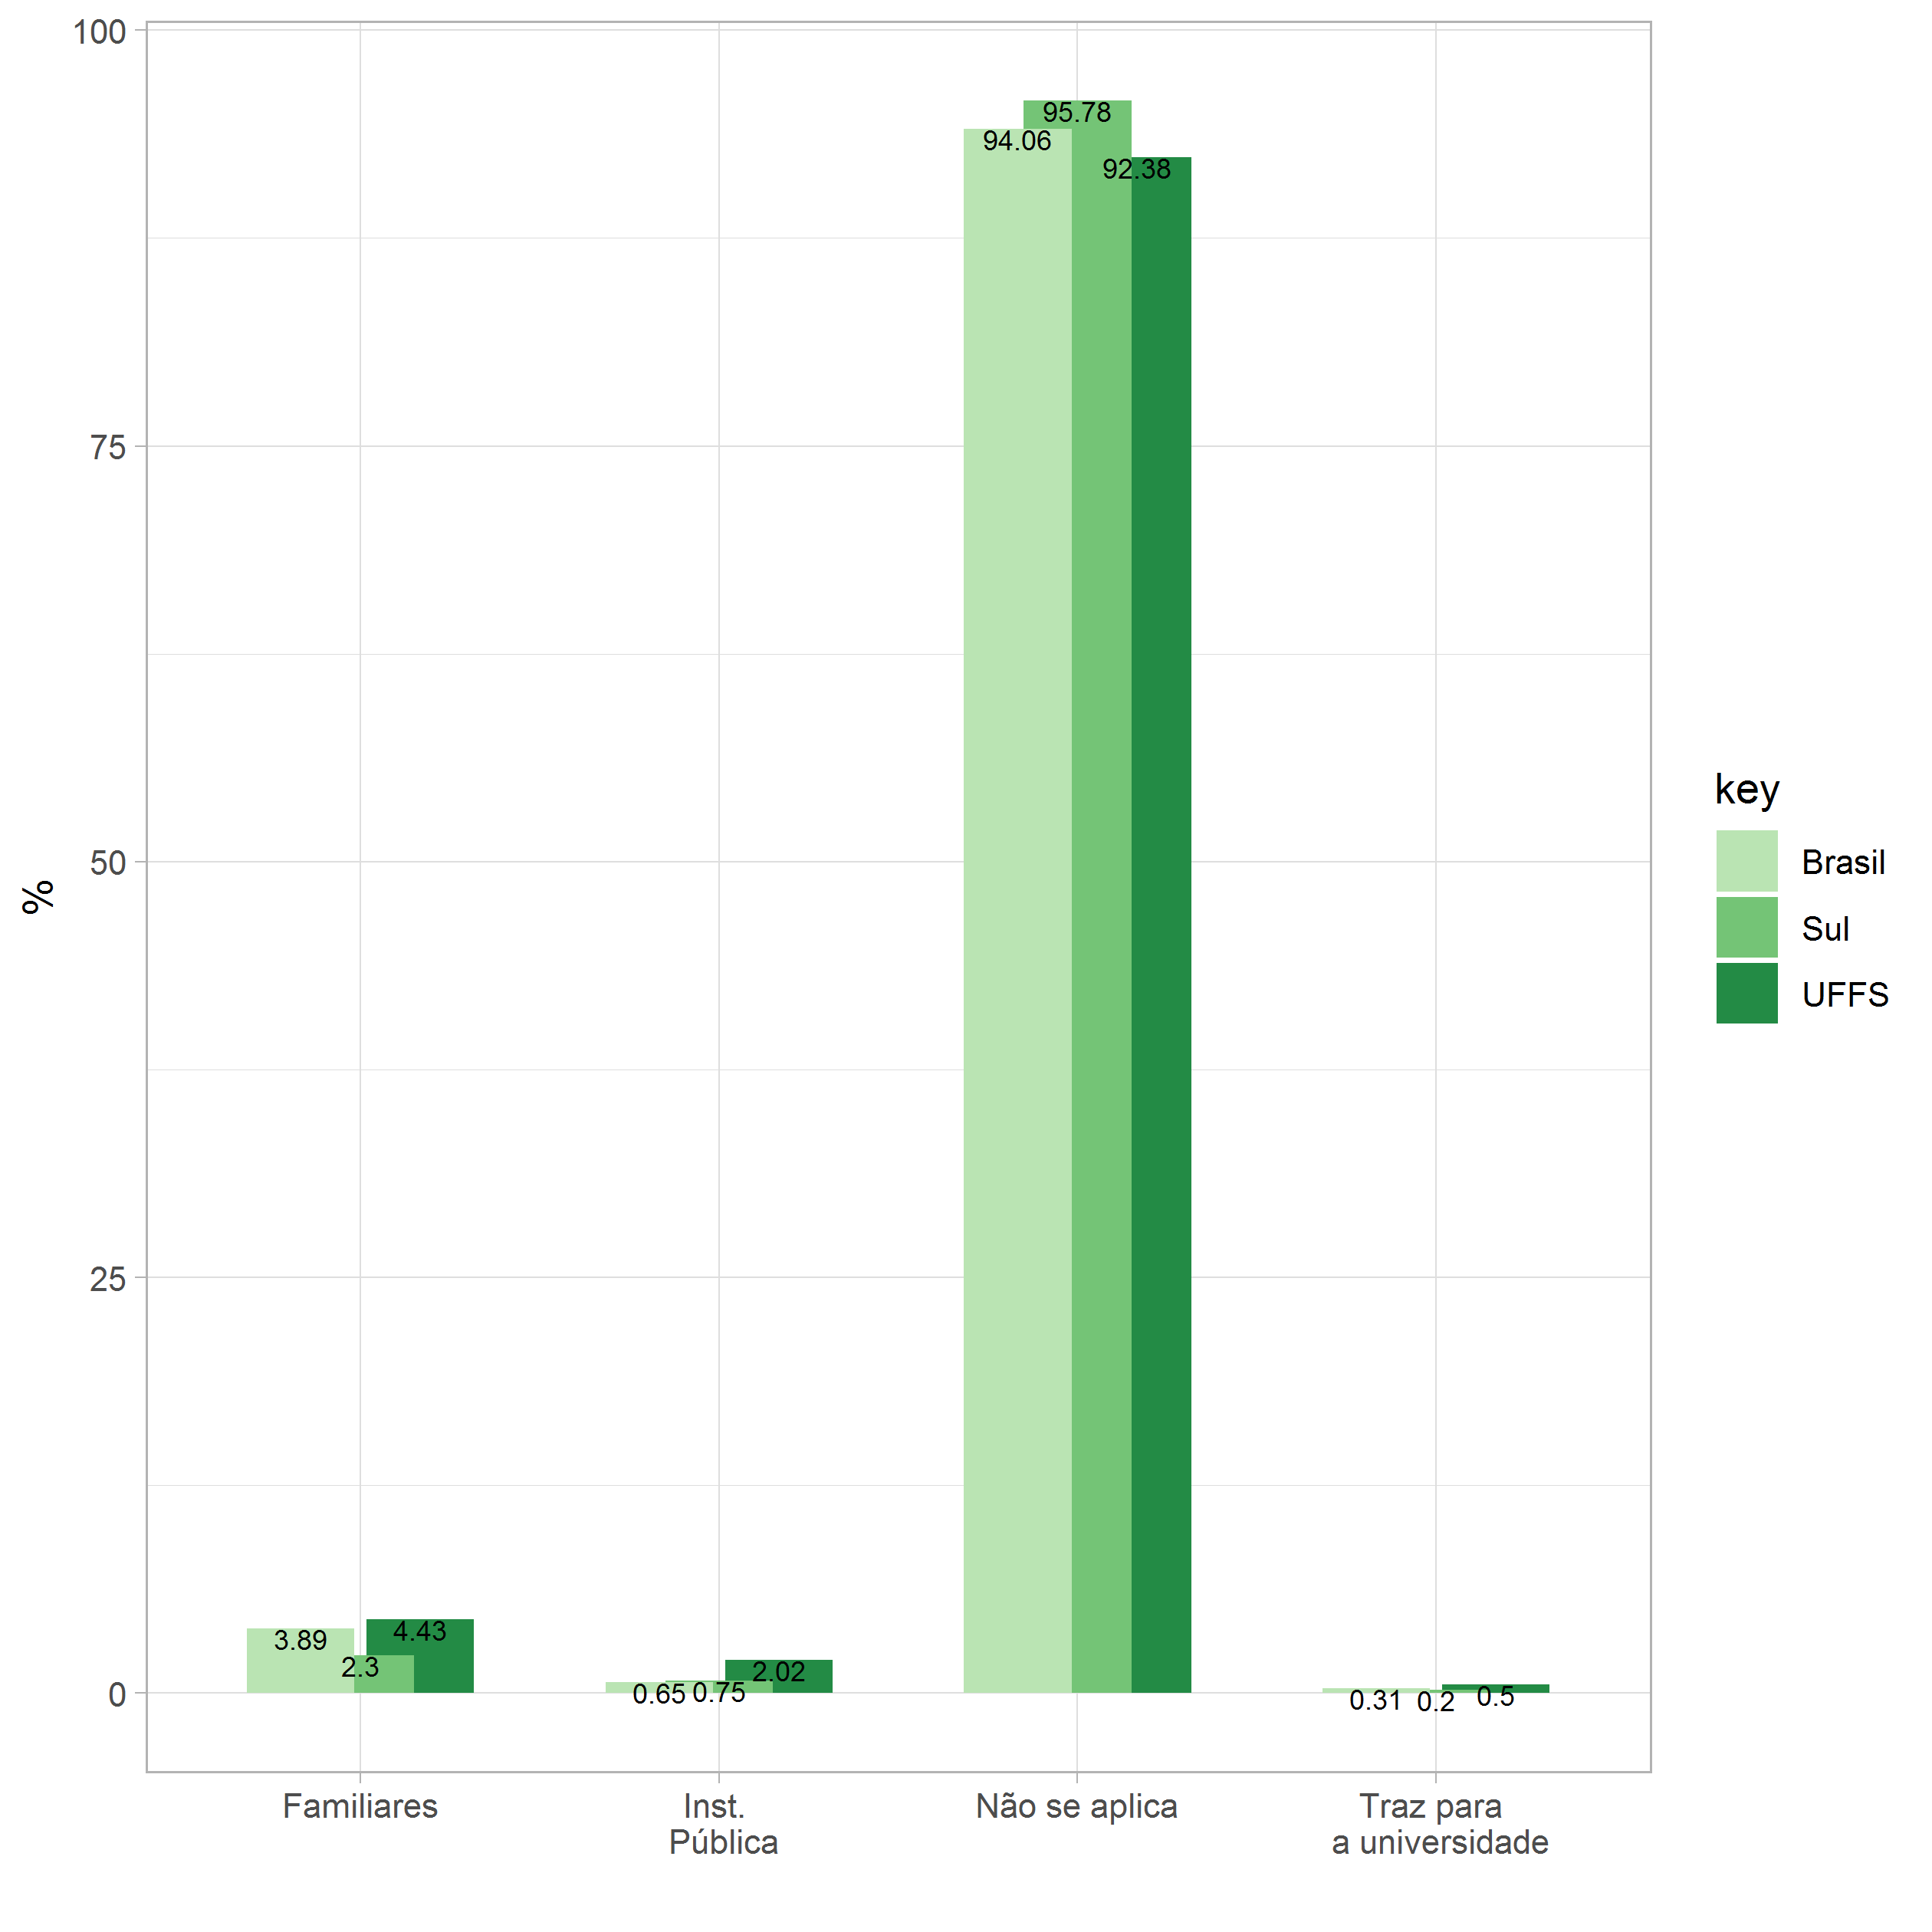 100
75
50
25
0
%
95.78
94.06
92.38
3.89
2.3
4.43
0.65
0.75
2.02
0.31
0.2
0.5
Familiares
Inst.
Pública
Não se aplica
Traz para
a universidade
key
Brasil
Sul
UFFS